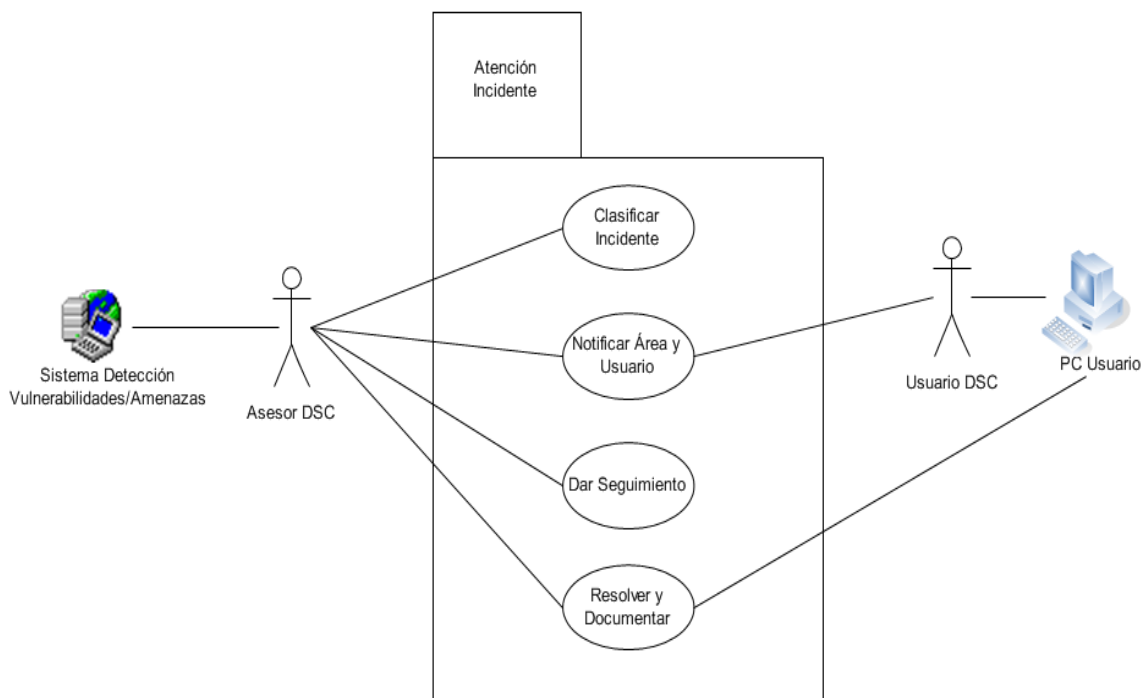 Atención
Incidente
Clasificar
Incidente
Notificar Área y
Usuario
Dar Seguimiento
Resolver y
Documentar
Sistema Detección
Vulnerabilidades/Amenazas
Asesor DSC
Usuario DSC
PC Usuario